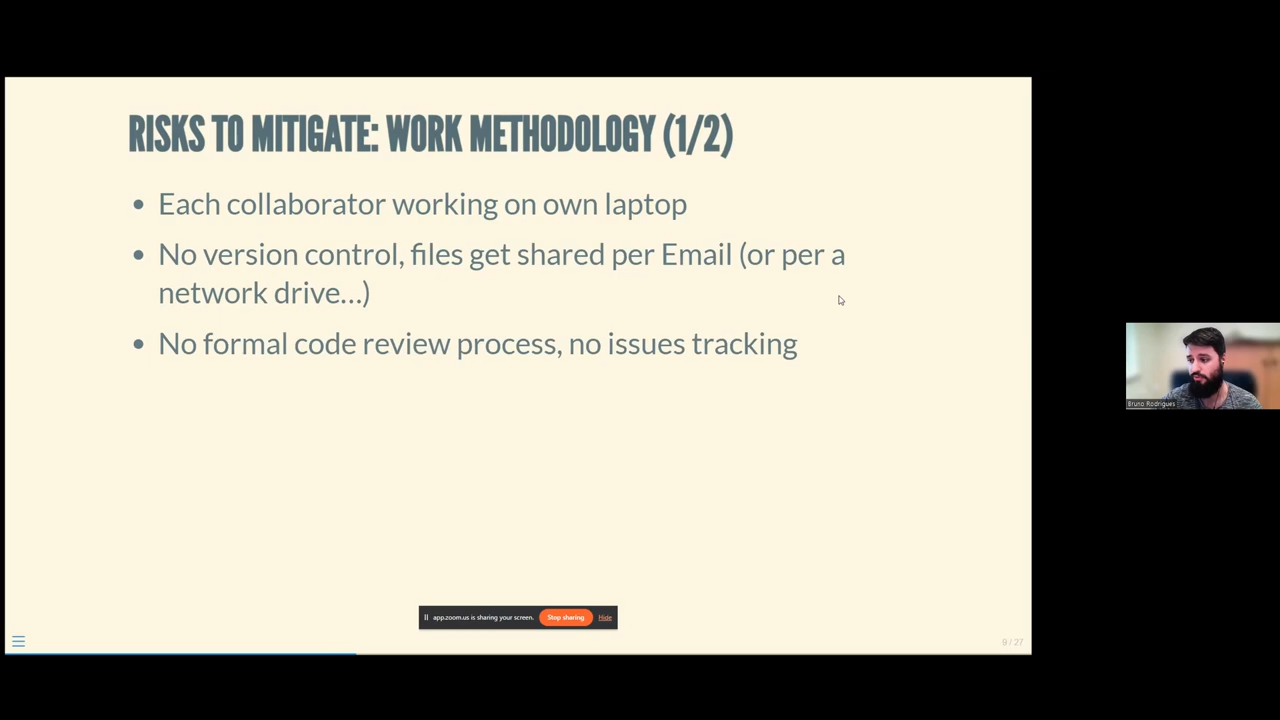 RISKS TO MITIGATE: WORK METHODOLOGY (1/2)
• Each collaborator working on own laptop
• No version control, files get shared per Email (or per a
network drive…)
• No formal code review process, no issues tracking
Bruno Rodrigues
app.zoom.us is sharing your screen. Stop sharing Hide
9 / 27